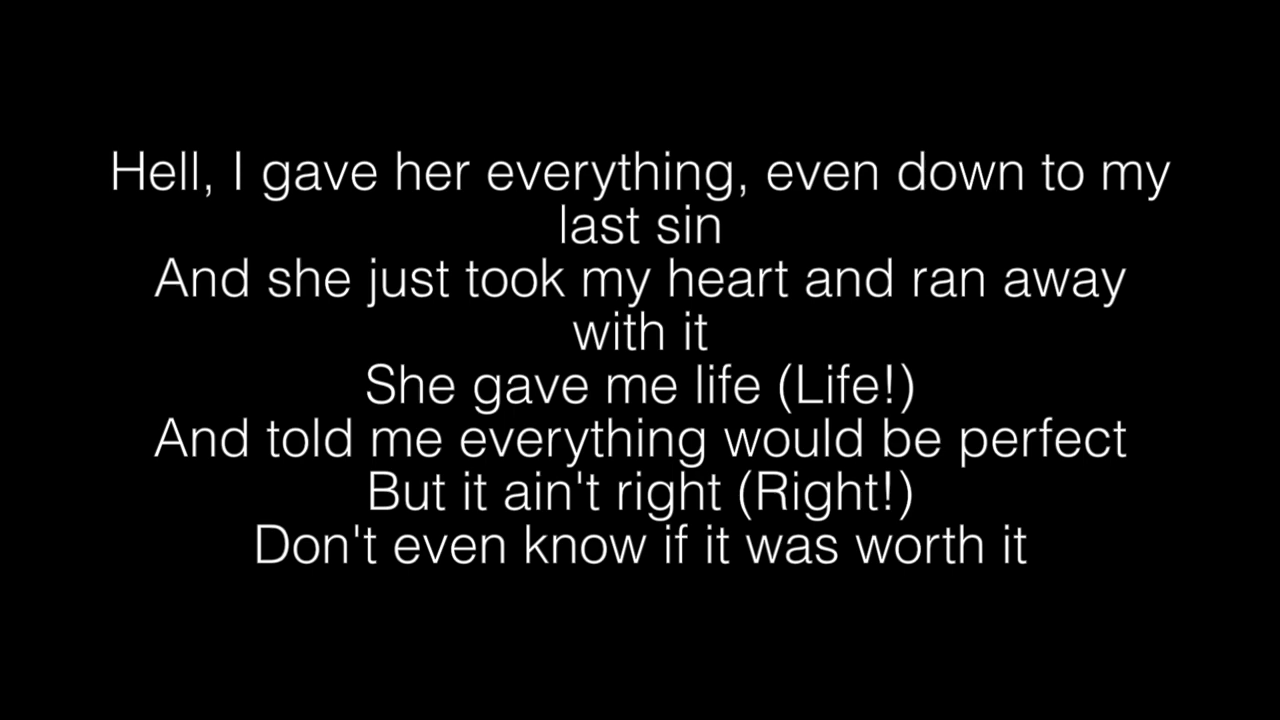 Hell, I gave her everything, even down to my
last sin
And she just took my heart and ran away
with it
She gave me life (Life!)
And told me everything would be perfect
But it ain't right (Right!)
Don't even know if it was worth it